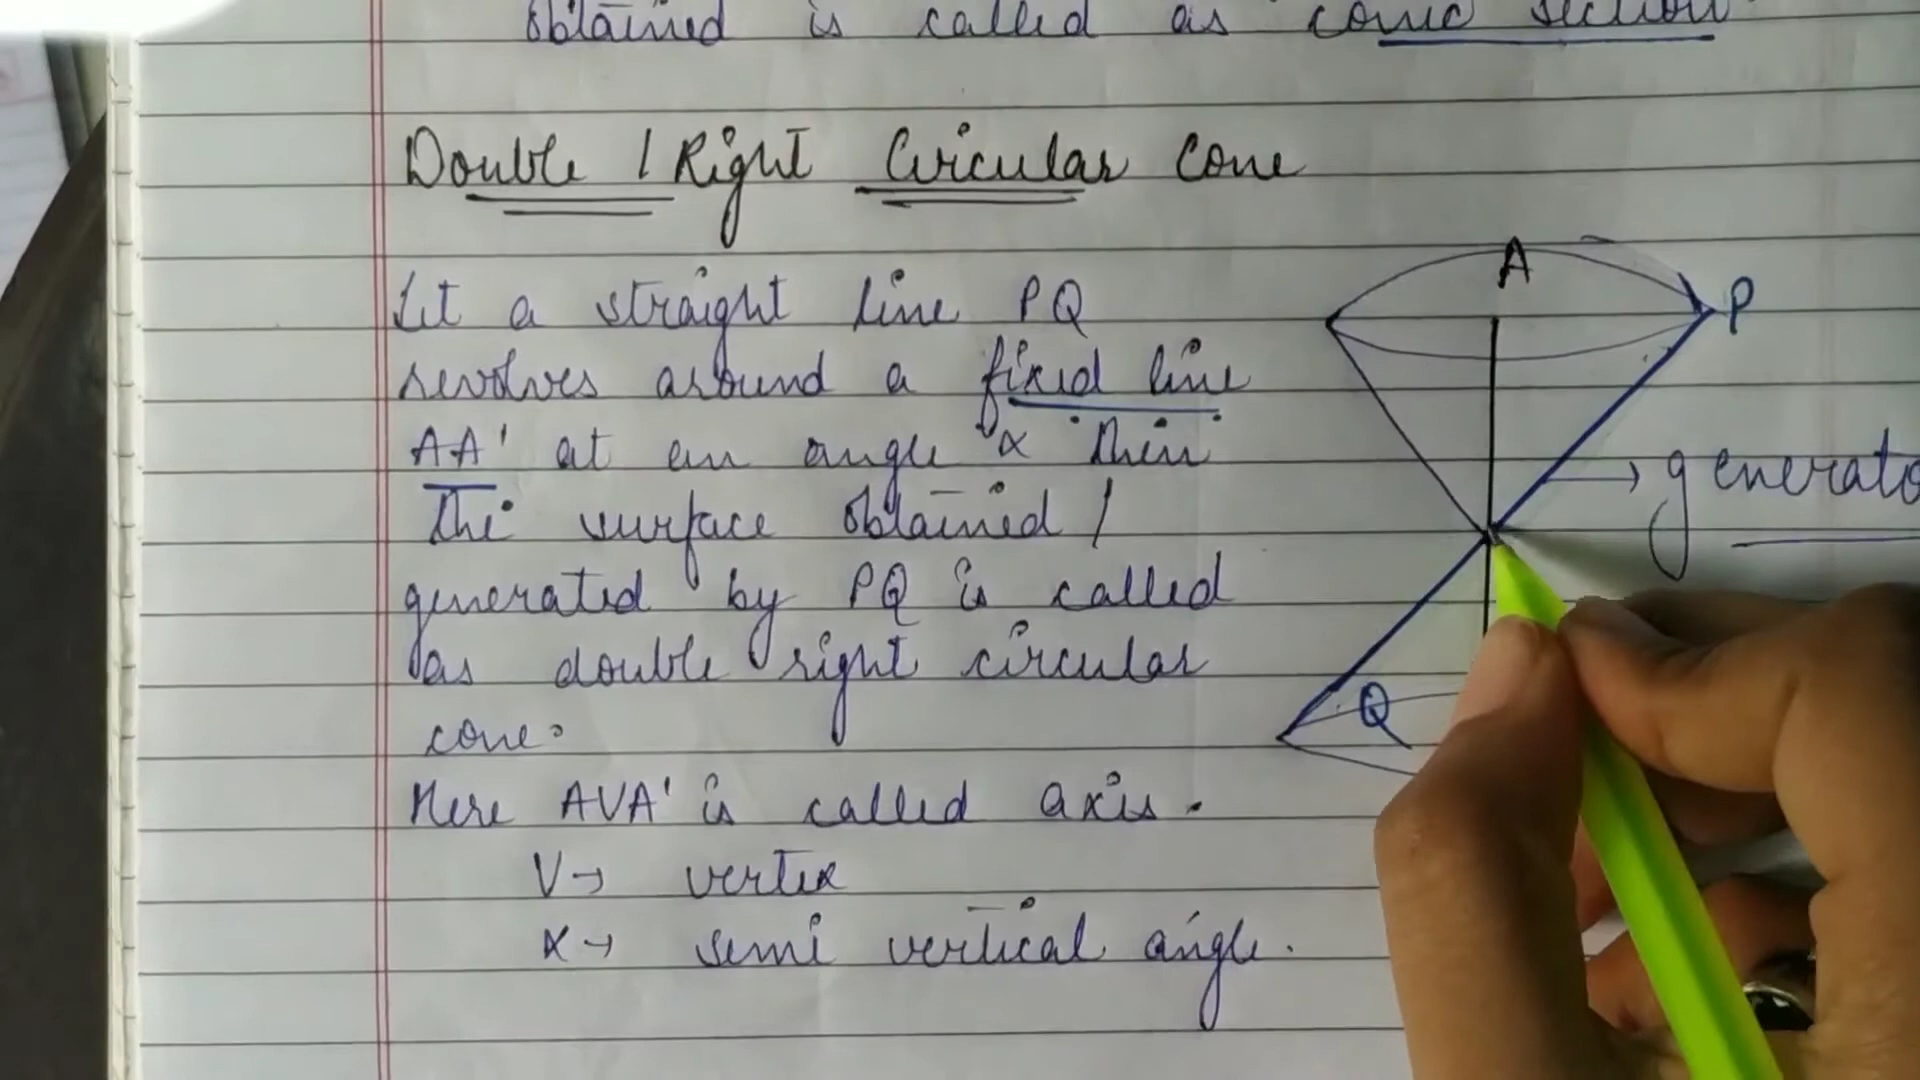 obtained is called as conic section
Double / Right Circular Cone
Let a straight line PQ
revolves around a fixed line
AA' at an angle α then
the surface obtained /
generated by PQ is called
as double right circular
cone.
Here AVA' is called axis.
V→ vertex
α→ semi vertical angle.
A
P
generato
Q